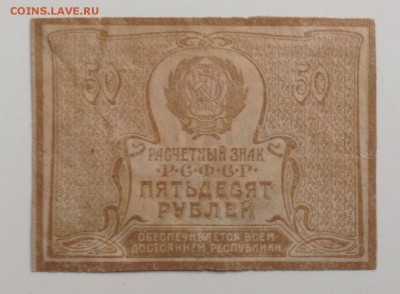 COINS.LAVE.RU
50 50
РАСЧЕТНЫЙ ЗНАК
Р·С·Ф·С·Р
ПЯТЬДЕСЯТ
РУБЛЕЙ
ОБЕСПЕЧИВАЕТСЯ ВСЕМ
ДОСТОЯНИЕМ РЕСПУБЛИКИ